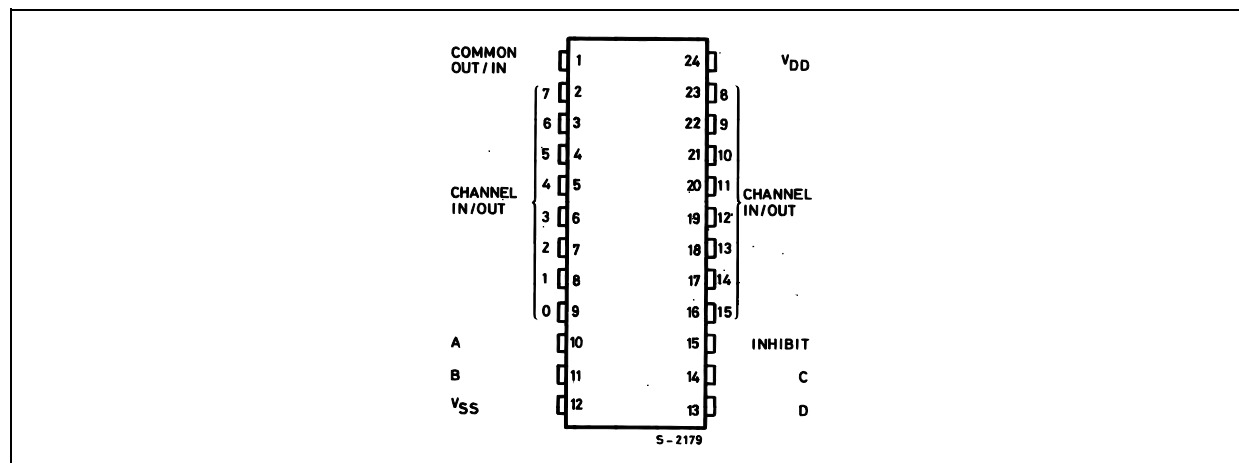 COMMON
OUT/IN 1 24 VDD
7 2 23 8
6 3 22 9
5 4 21 10
4 5 20 11
CHANNEL
IN/OUT
CHANNEL
IN/OUT
3 6 19 12
2 7 18 13
1 8 17 14
0 9 16 15
A 10 15 INHIBIT
B 11 14 C
VSS 12 13 D
S-2179